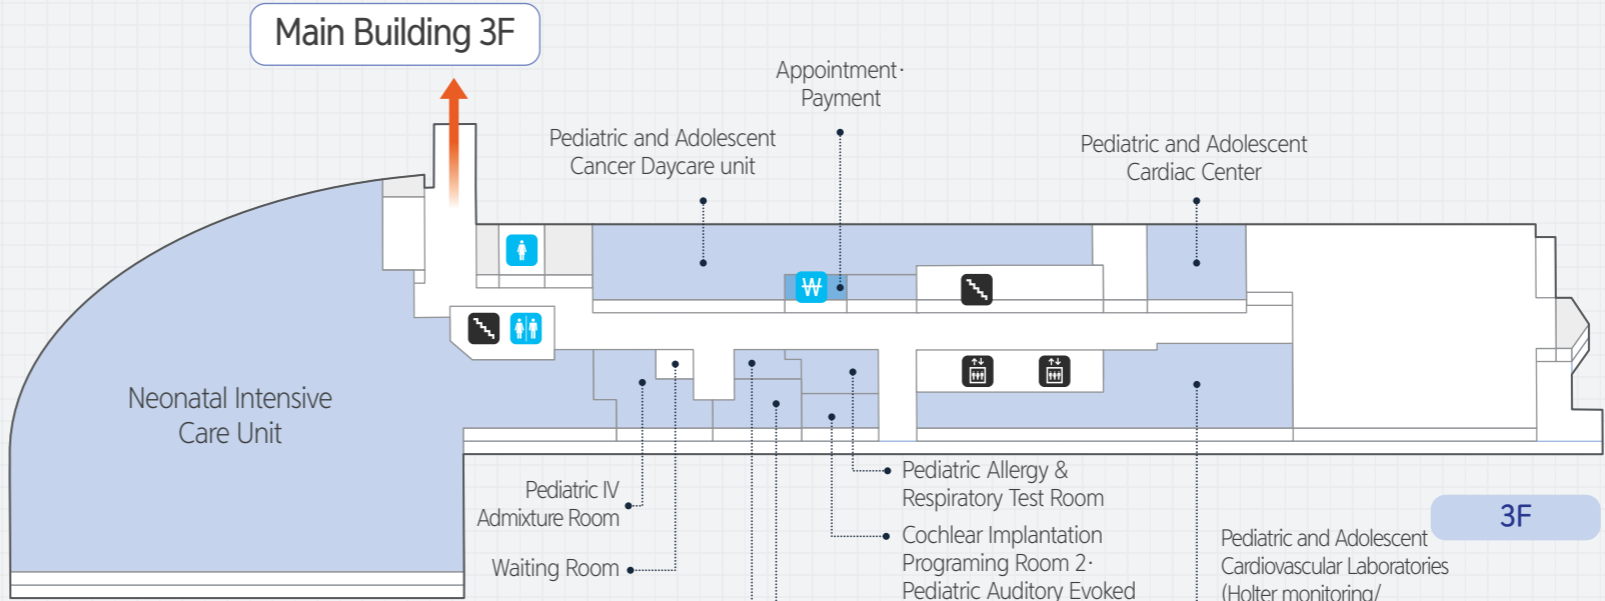 Main Building 3F
Appointment·
Payment
Pediatric and Adolescent
Cancer Daycare unit
Pediatric and Adolescent
Cardiac Center
₩
Neonatal Intensive
Care Unit
Pediatric IV
Admixture Room
Waiting Room
Pediatric Allergy &
Respiratory Test Room
Cochlear Implantation
Programing Room 2·
Pediatric Auditory Evoked
3F
Pediatric and Adolescent
Cardiovascular Laboratories
(Holter monitoring/